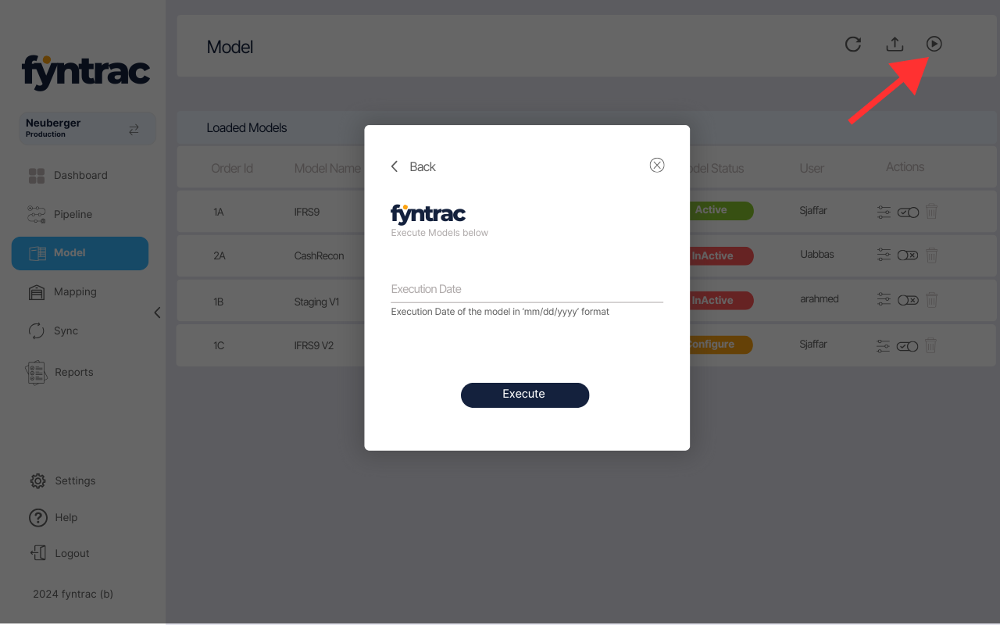 fyntrac
Neuberger
Production
Dashboard
Pipeline
Model
Mapping
Sync
Reports
Settings
Help
Logout
2024 fyntrac (b)
Model
Loaded Models
Order Id Model Name del Status User Actions
1A IFRS9 Active Sjaffar
2A CashRecon InActive Uabbas
1B Staging V1 InActive arahmed
1C IFRS9 V2 onfigure Sjaffar
Back
fyntrac
Execute Models below
Execution Date
Execution Date of the model in ‘mm/dd/yyyy’ format
Execute